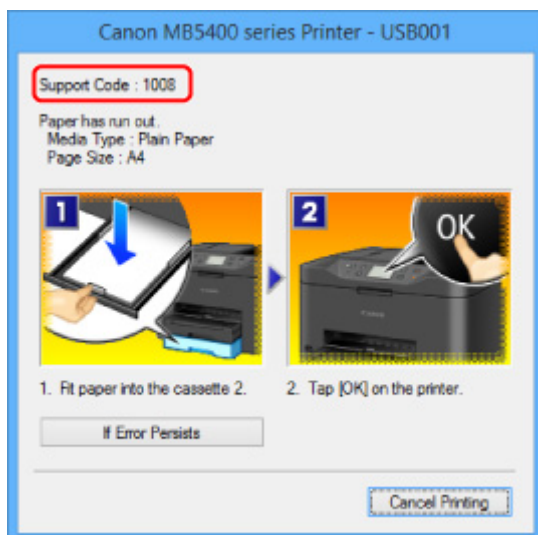 Canon MB5400 series Printer - USB001
Support Code : 1008
Paper has run out.
Media Type : Plain Paper
Page Size : A4
1
2
OK
1. Fit paper into the cassette 2.
2. Tap [OK] on the printer.
If Error Persists
Cancel Printing